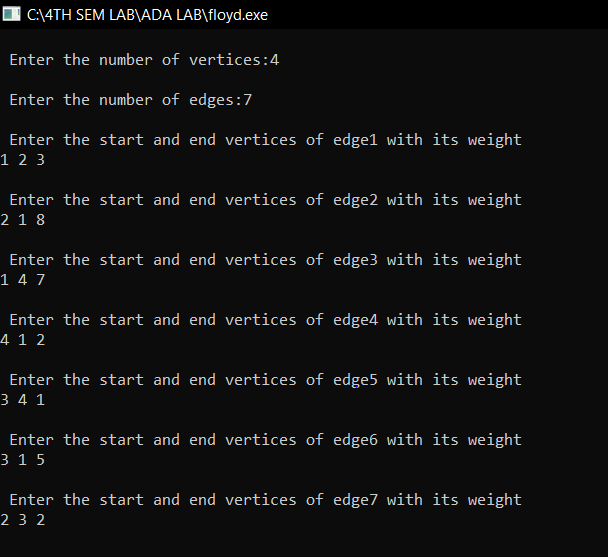 C:\4TH SEM LAB\ADA LAB\floyd.exe
Enter the number of vertices:4
Enter the number of edges:7
Enter the start and end vertices of edge1 with its weight
1 2 3
Enter the start and end vertices of edge2 with its weight
2 1 8
Enter the start and end vertices of edge3 with its weight
1 4 7
Enter the start and end vertices of edge4 with its weight
4 1 2
Enter the start and end vertices of edge5 with its weight
3 4 1
Enter the start and end vertices of edge6 with its weight
3 1 5
Enter the start and end vertices of edge7 with its weight
2 3 2